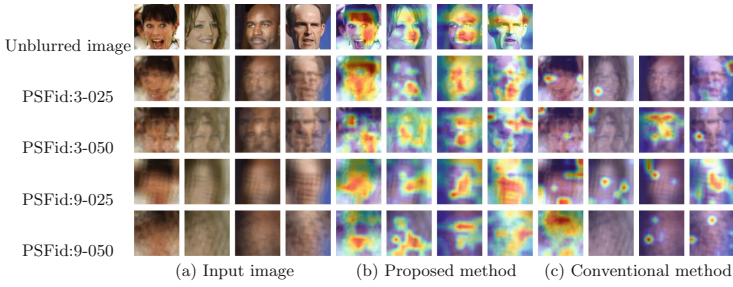 Unblurred image
PSFid:3-025
PSFid:3-050
PSFid:9-025
PSFid:9-050
(a) Input image (b) Proposed method (c) Conventional method